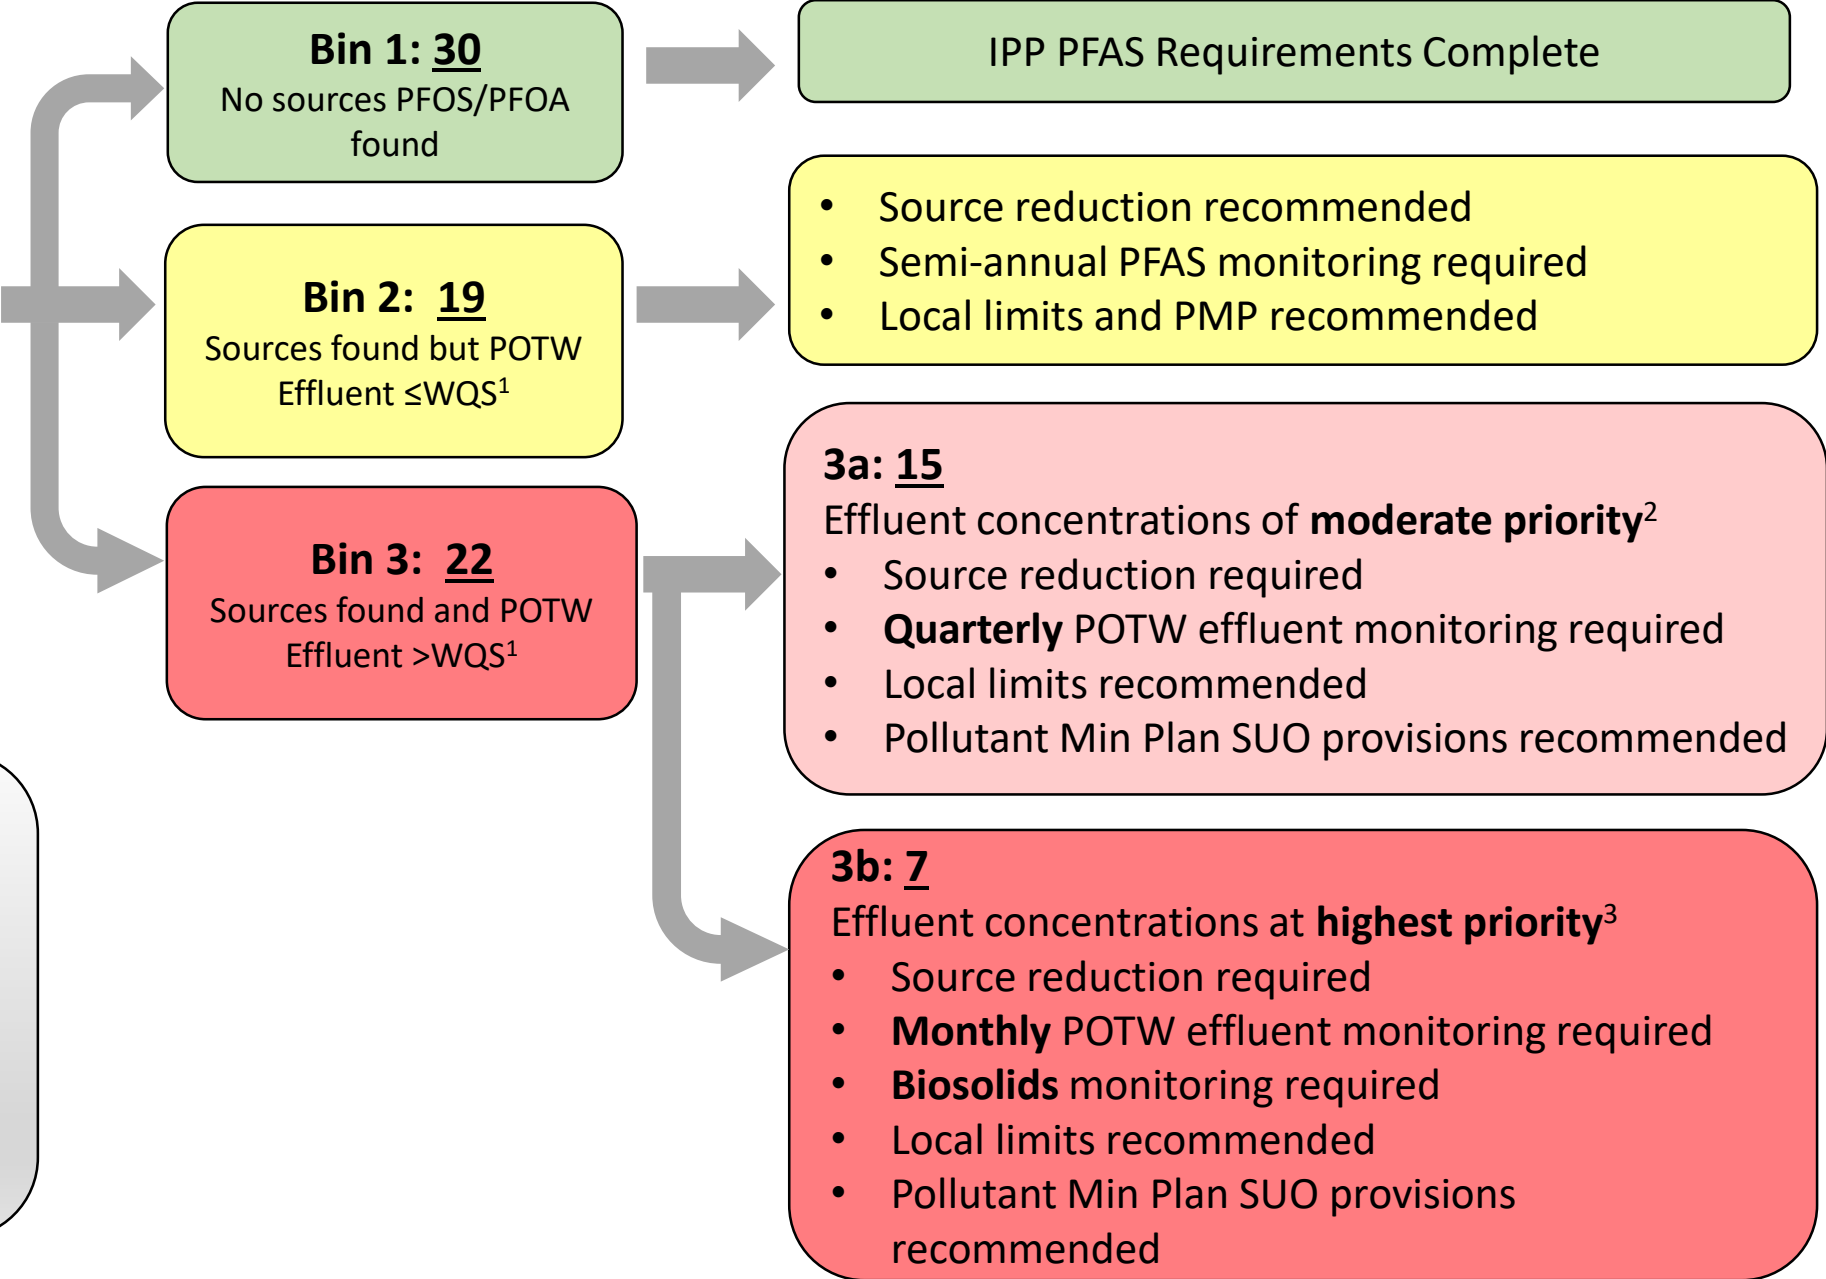 Bin 1: 30
No sources PFOS/PFOA
found
IPP PFAS Requirements Complete
Bin 2: 19
Sources found but POTW
Effluent ≤WQS¹
• Source reduction recommended
• Semi-annual PFAS monitoring required
• Local limits and PMP recommended
Bin 3: 22
Sources found and POTW
Effluent >WQS¹
3a: 15
Effluent concentrations of moderate priority²
• Source reduction required
• Quarterly POTW effluent monitoring required
• Local limits recommended
• Pollutant Min Plan SUO provisions recommended
3b: 7
Effluent concentrations at highest priority³
• Source reduction required
• Monthly POTW effluent monitoring required
• Biosolids monitoring required
• Local limits recommended
• Pollutant Min Plan SUO provisions
recommended